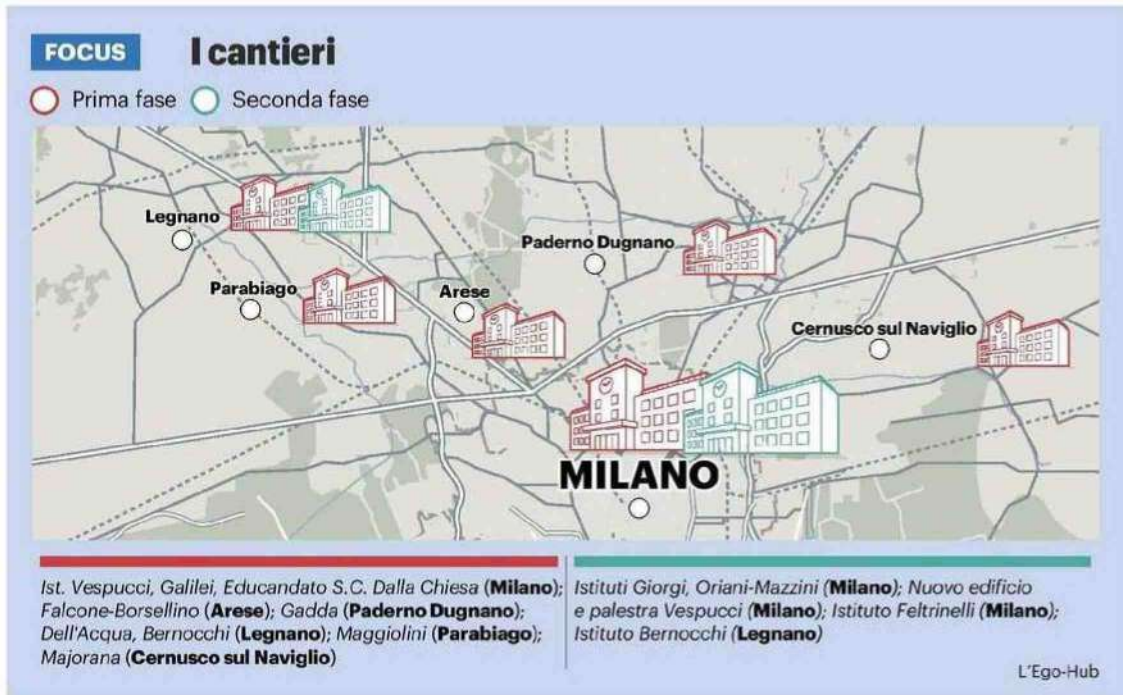 FOCUS
I cantieri
Prima fase
Seconda fase
Legnano
Paderno Dugnano
Parabiago
Arese
Cernusco sul Naviglio
MILANO
Ist. Vespucci, Galilei, Educandato S.C. Dalla Chiesa (Milano);
Falcone-Borsellino (Arese); Gadda (Paderno Dugnano);
Dell'Acqua, Bernocchi (Legnano); Maggiolini (Parabiago);
Majorana (Cernusco sul Naviglio)
Istituti Giorgi, Oriani-Mazzini (Milano); Nuovo edificio
e palestra Vespucci (Milano); Istituto Feltrinelli (Milano);
Istituto Bernocchi (Legnano)
L'Ego-Hub